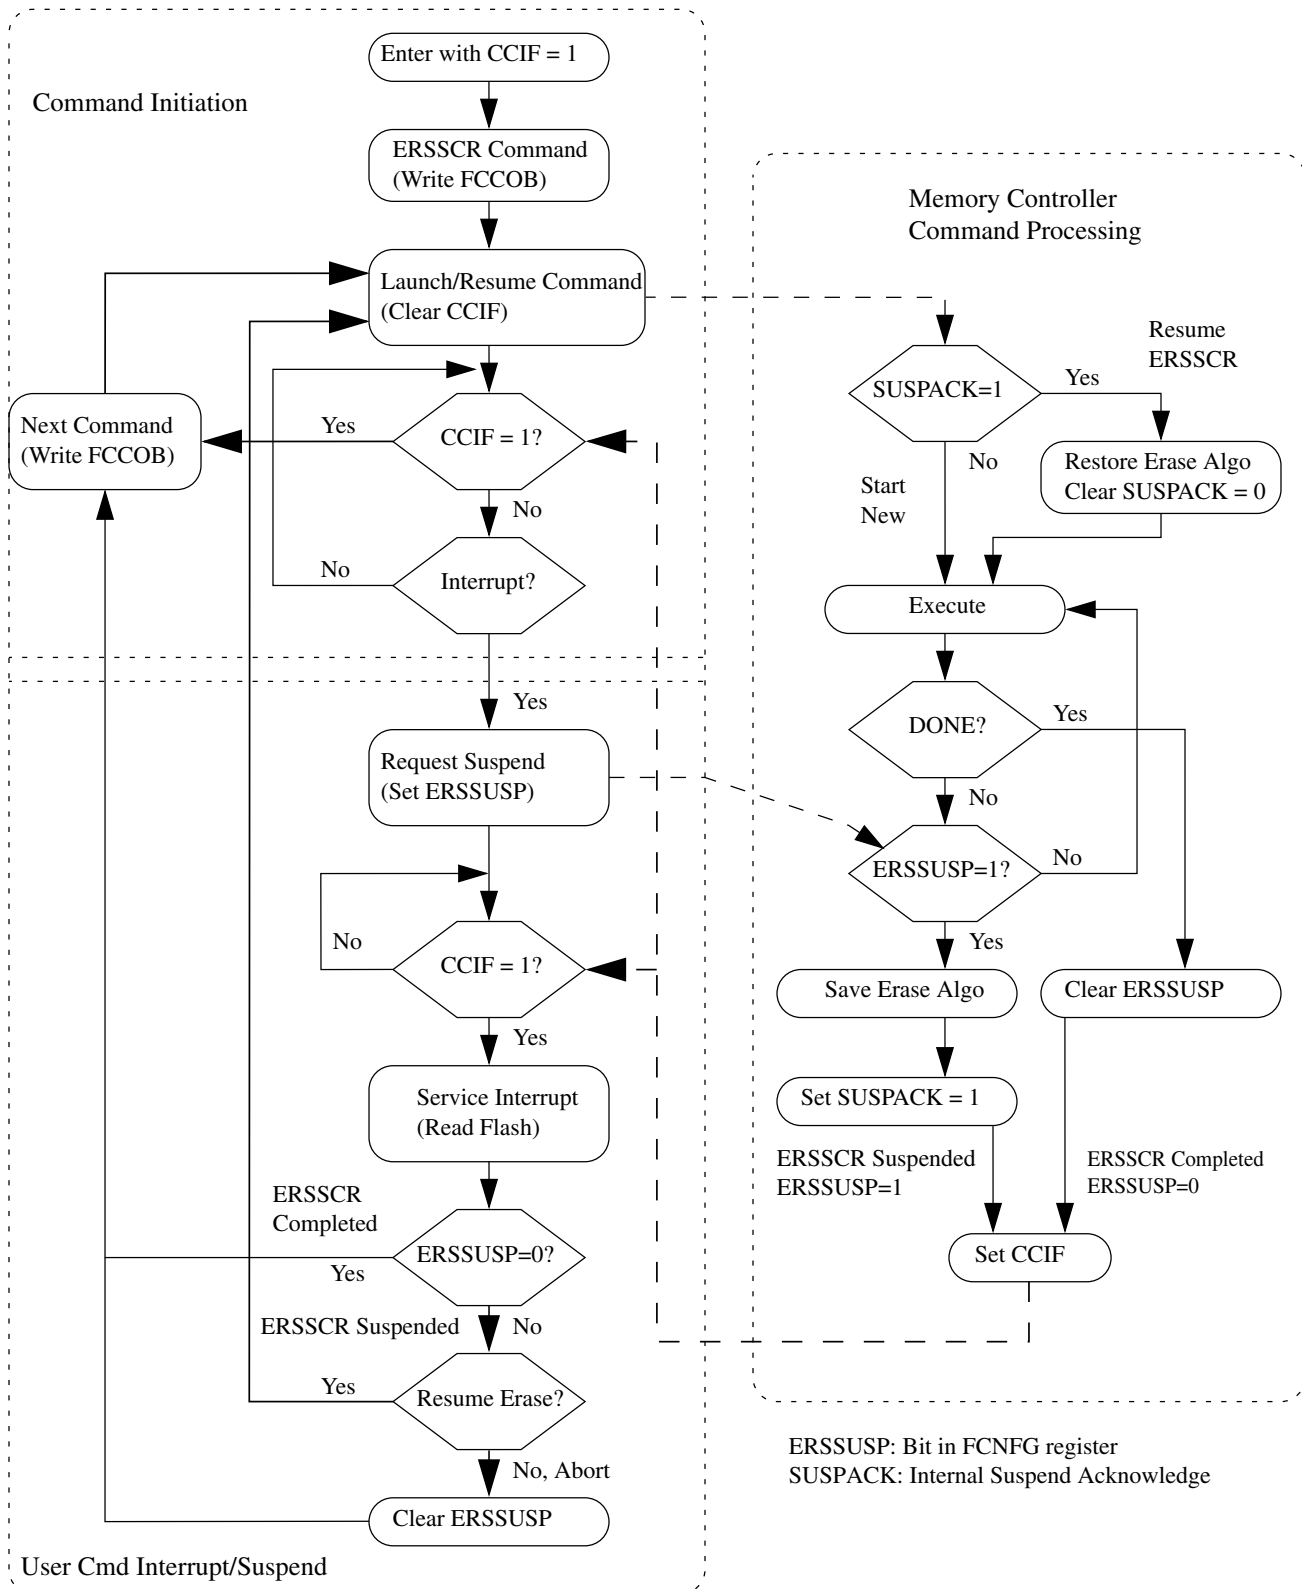 Enter with CCIF = 1
Command Initiation
ERSSCR Command
(Write FCCOB)
Launch/Resume Command
(Clear CCIF)
Next Command
(Write FCCOB)
Yes
CCIF = 1?
No
No
Interrupt?
Yes
Request Suspend
(Set ERSSUSP)
No
CCIF = 1?
Yes
Service Interrupt
(Read Flash)
ERSSCR
Completed
ERSSUSP=0?
Yes
ERSSCR Suspended
No
Yes
Resume Erase?
No, Abort
Clear ERSSUSP
User Cmd Interrupt/Suspend
Memory Controller
Command Processing
Resume
ERSSCR
SUSPACK=1
Yes
No
Restore Erase Algo
Clear SUSPACK = 0
Start
New
Execute
DONE?
Yes
No
ERSSUSP=1?
No
Yes
Save Erase Algo
Clear ERSSUSP
Set SUSPACK = 1
ERSSCR Suspended
ERSSUSP=1
ERSSCR Completed
ERSSUSP=0
Set CCIF
ERSSUSP: Bit in FCNFG register
SUSPACK: Internal Suspend Acknowledge